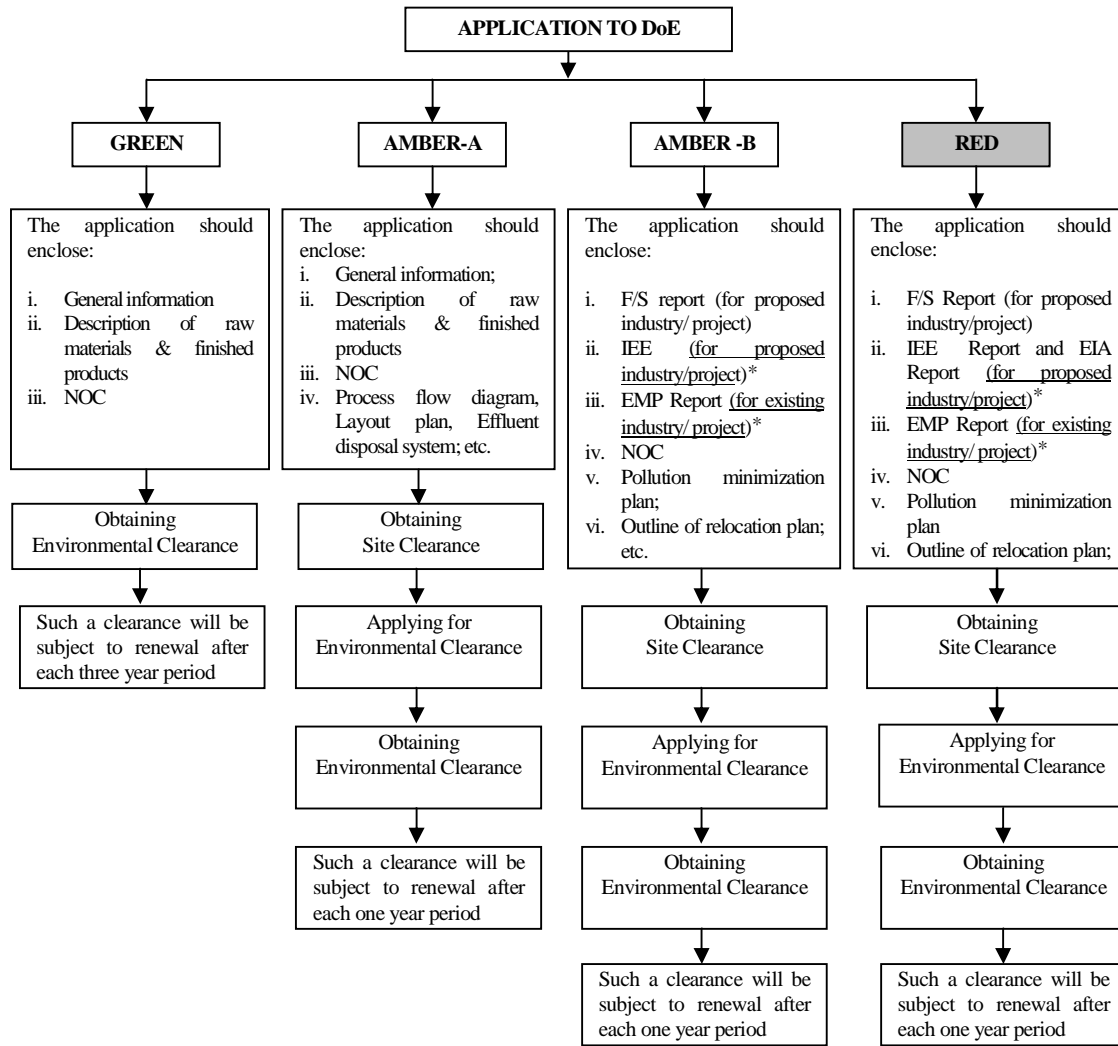 APPLICATION TO DoE
GREEN
The application should
enclose:
i. General information
ii. Description of raw
materials & finished
products
iii. NOC
Obtaining
Environmental Clearance
Such a clearance will be
subject to renewal after
each three year period
AMBER-A
The application should
enclose:
i. General information;
ii. Description of raw
materials & finished
products
iii. NOC
iv. Process flow diagram,
Layout plan, Effluent
disposal system; etc.
Obtaining
Site Clearance
Applying for
Environmental Clearance
Obtaining
Environmental Clearance
Such a clearance will be
subject to renewal after
each one year period
AMBER -B
The application should
enclose:
i. F/S report (for proposed
industry/ project)
ii. IEE (for proposed
industry/project)*
iii. EMP Report (for existing
industry/ project)*
iv. NOC
v. Pollution minimization
plan;
vi. Outline of relocation plan;
etc.
Obtaining
Site Clearance
Applying for
Environmental Clearance
Obtaining
Environmental Clearance
Such a clearance will be
subject to renewal after
each one year period
RED
The application should
enclose:
i. F/S Report (for proposed
industry/project)
ii. IEE Report and EIA
Report (for proposed
industry/project)*
iii. EMP Report (for existing
industry/ project)*
iv. NOC
v. Pollution minimization
plan
vi. Outline of relocation plan;
Obtaining
Site Clearance
Applying for
Environmental Clearance
Obtaining
Environmental Clearance
Such a clearance will be
subject to renewal after
each one year period